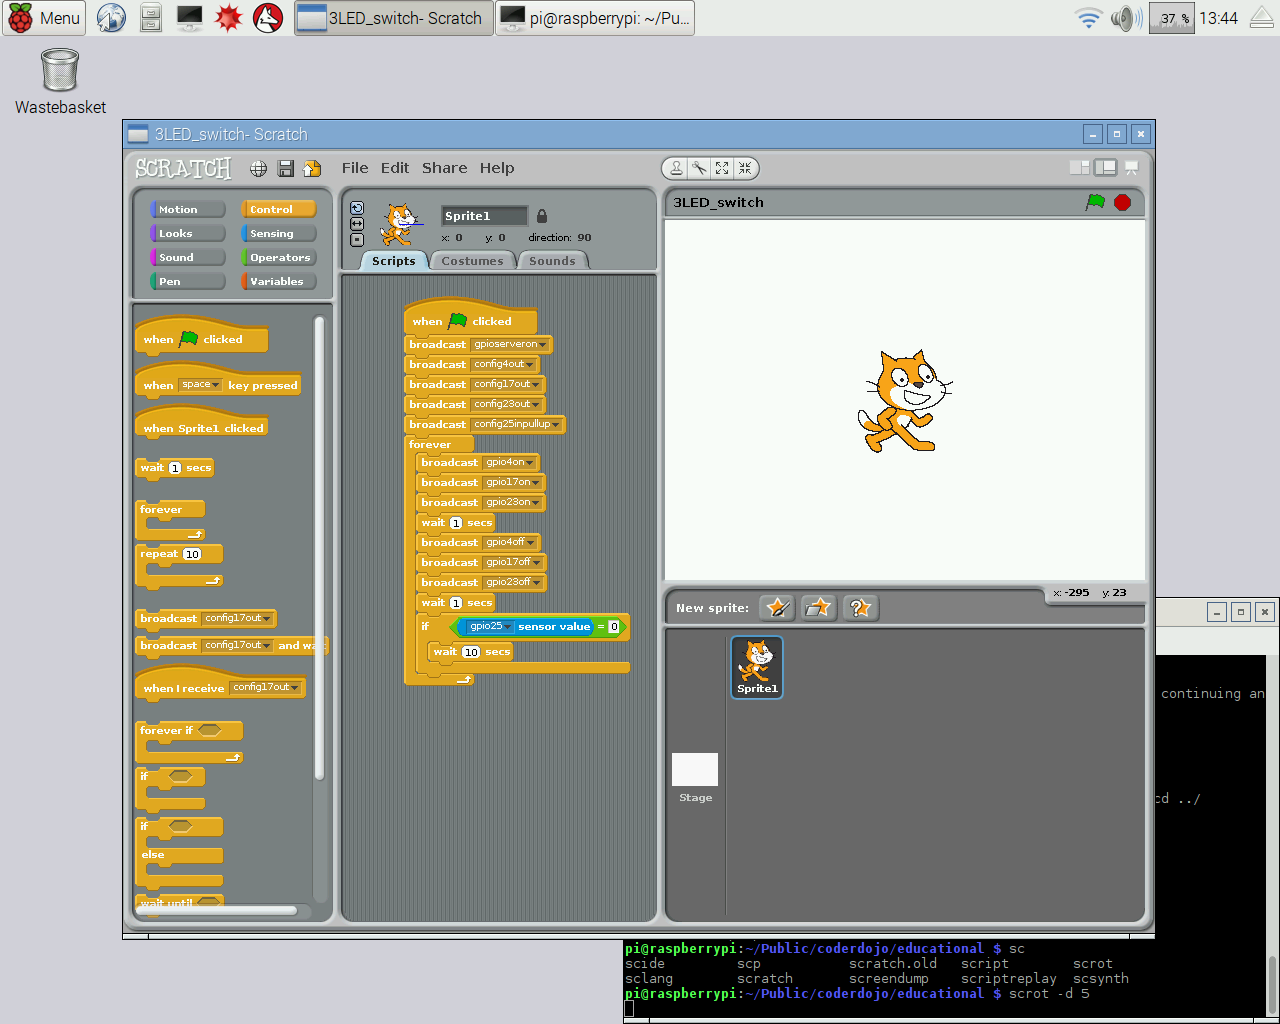 Menu
3LED_switch- Scratch
pi@raspberrypi: ~/Pu...
37 %
13:44
Wastebasket
3LED_switch- Scratch
SCRATCH
File Edit Share Help
Motion Control
Looks Sensing
Sound Operators
Pen Variables
when clicked
when space key pressed
when Sprite1 clicked
wait 1 secs
forever
repeat 10
broadcast config17out
broadcast config17out and wa
when I receive config17out
forever if
if
if
else
wait until
Sprite1
x: 0 y: 0 direction: 90
Scripts Costumes Sounds
when clicked
broadcast gpioserveron
broadcast config4out
broadcast config17out
broadcast config23out
broadcast config25inpullup
forever
broadcast gpio4on
broadcast gpio17on
broadcast gpio23on
wait 1 secs
broadcast gpio4off
broadcast gpio17off
broadcast gpio23off
wait 1 secs
if gpio25 sensor value = 0
wait 10 secs
3LED_switch
x: -295 y: 23
New sprite:
Sprite1
Stage
continuing an
cd ../
pi@raspberrypi:~/Public/coderdojo/educational $ sc
scide scp scratch.old script scrot
sclang scratch screendump scriptreplay scsynth
pi@raspberrypi:~/Public/coderdojo/educational $ scrot -d 5